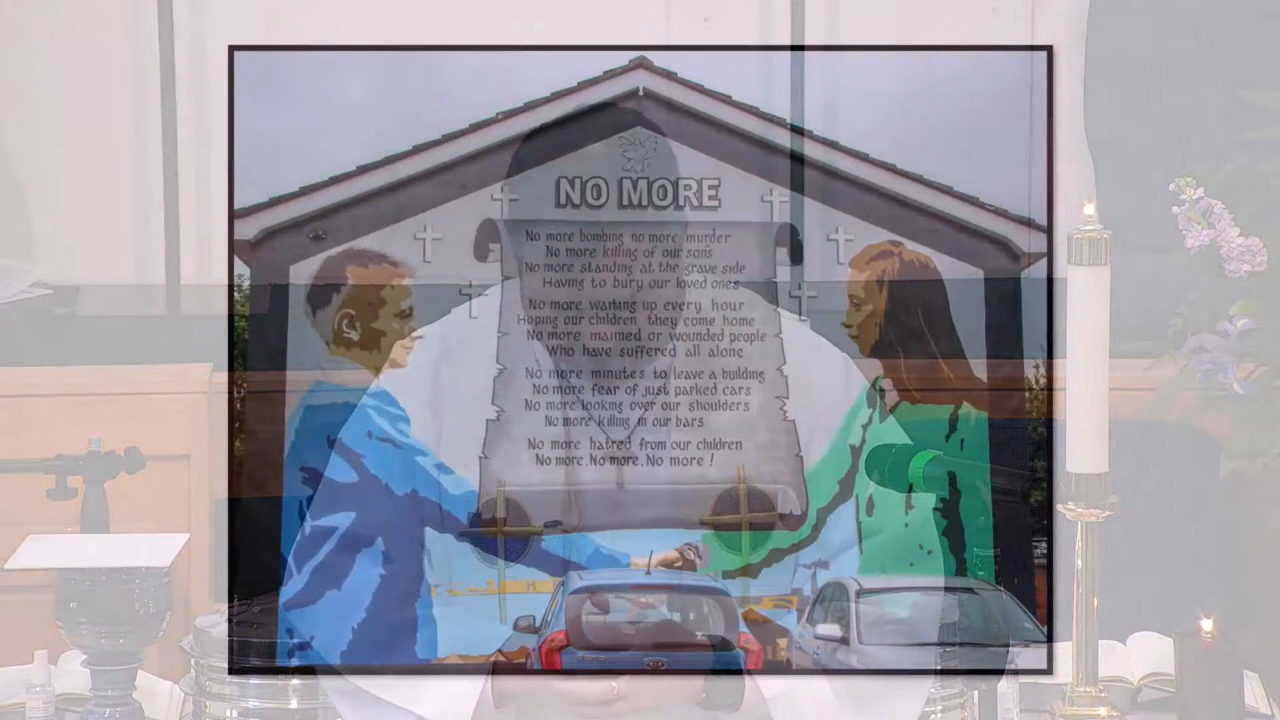 NO MORE
No more bombing no more murder
No more killing of our sons
No more standing at the grave side
Having to bury our loved ones
No more waiting up every hour
Hoping our children they come home
No more maimed or wounded people
Who have suffered all alone
No more minutes to leave a building
No more fear of just parked cars
No more looking over our shoulders
No more killing in our bars
No more hatred from our children
No more.No more.No more !